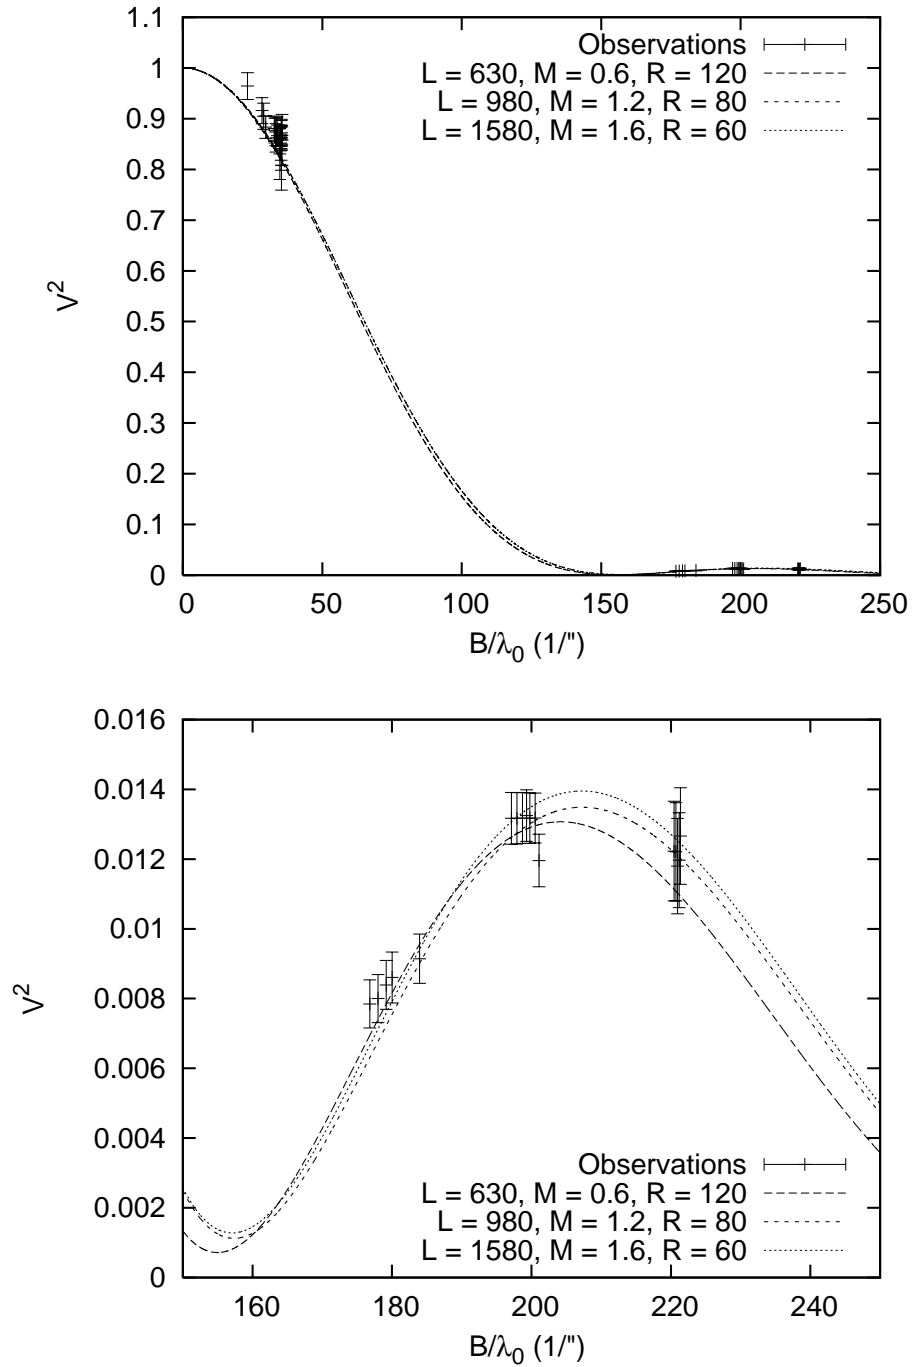 1.1
1
0.9
0.8
0.7
0.6
0.5
0.4
0.3
0.2
0.1
0
V²
Observations
L = 630, M = 0.6, R = 120
L = 980, M = 1.2, R = 80
L = 1580, M = 1.6, R = 60
0 50 100 150 200 250
B/λ₀ (1/")
0.016
0.014
0.012
0.01
0.008
0.006
0.004
0.002
0
V²
Observations
L = 630, M = 0.6, R = 120
L = 980, M = 1.2, R = 80
L = 1580, M = 1.6, R = 60
160 180 200 220 240
B/λ₀ (1/")